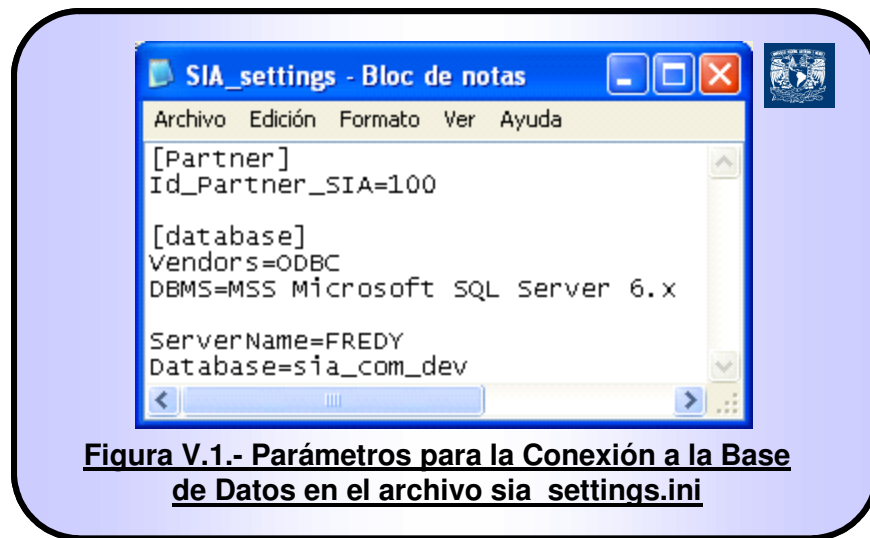 SIA_settings - Bloc de notas
Archivo Edición Formato Ver Ayuda
[Partner]
Id_Partner_SIA=100
[database]
Vendors=ODBC
DBMS=MSS Microsoft SQL Server 6.x
ServerName=FREDY
Database=sia_com_dev
Figura V.1.- Parámetros para la Conexión a la Base
de Datos en el archivo sia_settings.ini